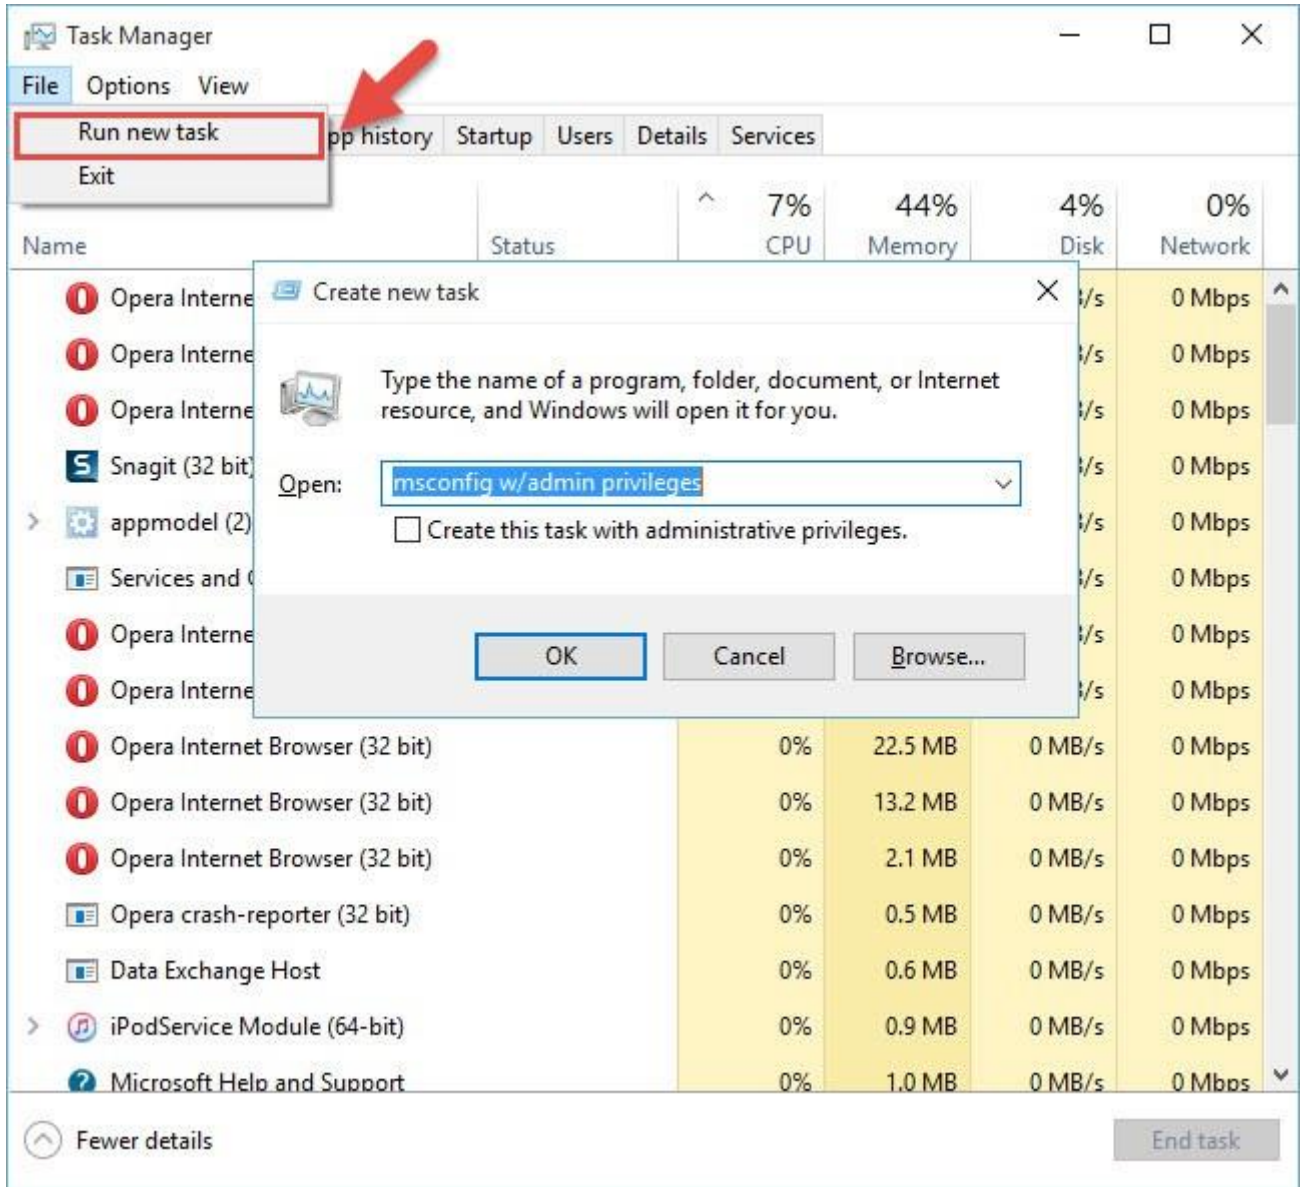 Task Manager
File Options View
Run new task
App history Startup Users Details Services
Exit
7% 44% 4% 0%
Name Status CPU Memory Disk Network
Create new task
Opera Interne /s 0 Mbps
Opera Interne /s 0 Mbps
Type the name of a program, folder, document, or Internet
resource, and Windows will open it for you.
Opera Interne /s 0 Mbps
Snagit (32 bit) /s 0 Mbps
Open: msconfig w/admin privileges
appmodel (2) /s 0 Mbps
Create this task with administrative privileges.
Services and /s 0 Mbps
Opera Interne /s 0 Mbps
OK Cancel Browse...
Opera Interne /s 0 Mbps
Opera Internet Browser (32 bit) 0% 22.5 MB 0 MB/s 0 Mbps
Opera Internet Browser (32 bit) 0% 13.2 MB 0 MB/s 0 Mbps
Opera Internet Browser (32 bit) 0% 2.1 MB 0 MB/s 0 Mbps
Opera crash-reporter (32 bit) 0% 0.5 MB 0 MB/s 0 Mbps
Data Exchange Host 0% 0.6 MB 0 MB/s 0 Mbps
iPodService Module (64-bit) 0% 0.9 MB 0 MB/s 0 Mbps
Microsoft Help and Support 0% 1.0 MB 0 MB/s 0 Mbps
Fewer details End task